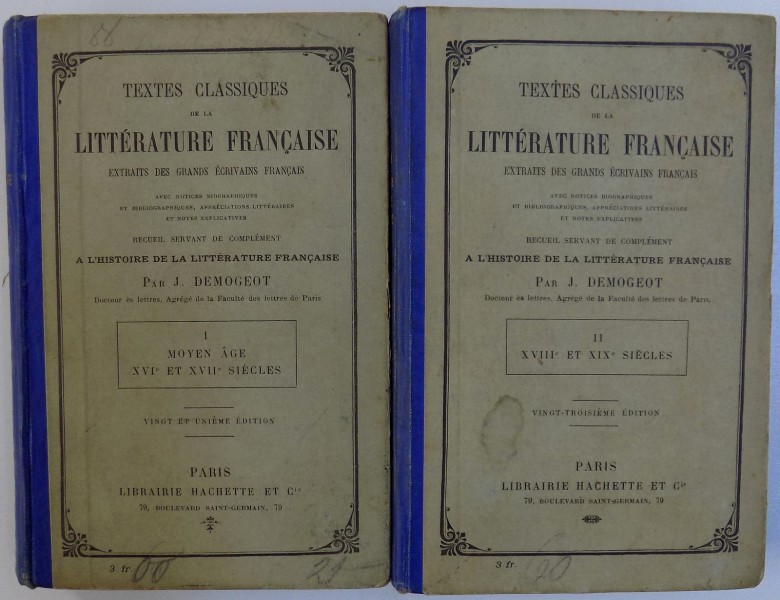 88
TEXTES CLASSIQUES
DE LA
LITTÉRATURE FRANÇAISE
EXTRAITS DES GRANDS ÉCRIVAINS FRANÇAIS
AVEC NOTICES BIOGRAPHIQUES
ET BIBLIOGRAPHIQUES, APPRÉCIATIONS LITTÉRAIRES
ET NOTES EXPLICATIVES
RECUEIL SERVANT DE COMPLÉMENT
A L'HISTOIRE DE LA LITTÉRATURE FRANÇAISE
PAR J. DEMOGEOT
Docteur ès lettres, Agrégé de la Faculté des lettres de Paris
I
MOYEN ÂGE
XVIe ET XVIIe SIÈCLES
VINGT ET UNIÈME ÉDITION
PARIS
LIBRAIRIE HACHETTE ET Cie
79, BOULEVARD SAINT-GERMAIN, 79
3 fr.
TEXTES CLASSIQUES
DE LA
LITTÉRATURE FRANÇAISE
EXTRAITS DES GRANDS ÉCRIVAINS FRANÇAIS
AVEC NOTICES BIOGRAPHIQUES
ET BIBLIOGRAPHIQUES, APPRÉCIATIONS LITTÉRAIRES
ET NOTES EXPLICATIVES
RECUEIL SERVANT DE COMPLÉMENT
A L'HISTOIRE DE LA LITTÉRATURE FRANÇAISE
PAR J. DEMOGEOT
Docteur ès lettres, Agrégé de la Faculté des lettres de Paris.
II
XVIIIe ET XIXe SIÈCLES
VINGT-TROISIÈME ÉDITION
PARIS
LIBRAIRIE HACHETTE ET Cie
79, BOULEVARD SAINT-GERMAIN, 79
3 fr.